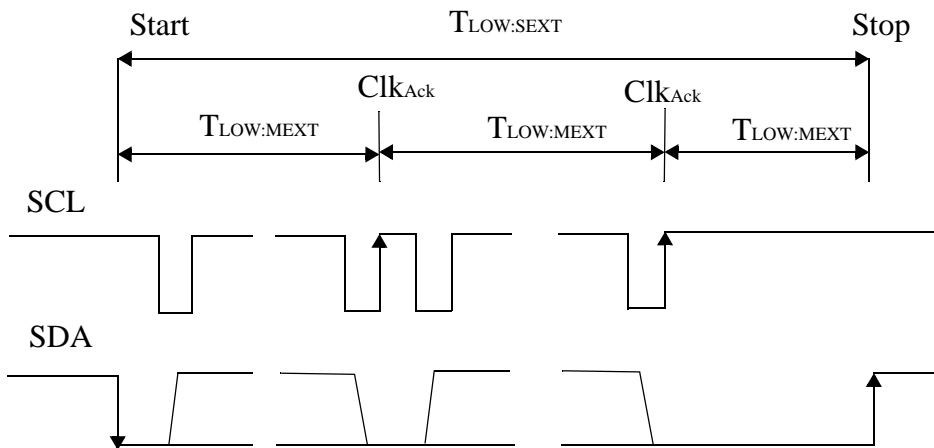 Start TLOW:SEXT Stop
ClkAck ClkAck
TLOW:MEXT TLOW:MEXT TLOW:MEXT
SCL
SDA